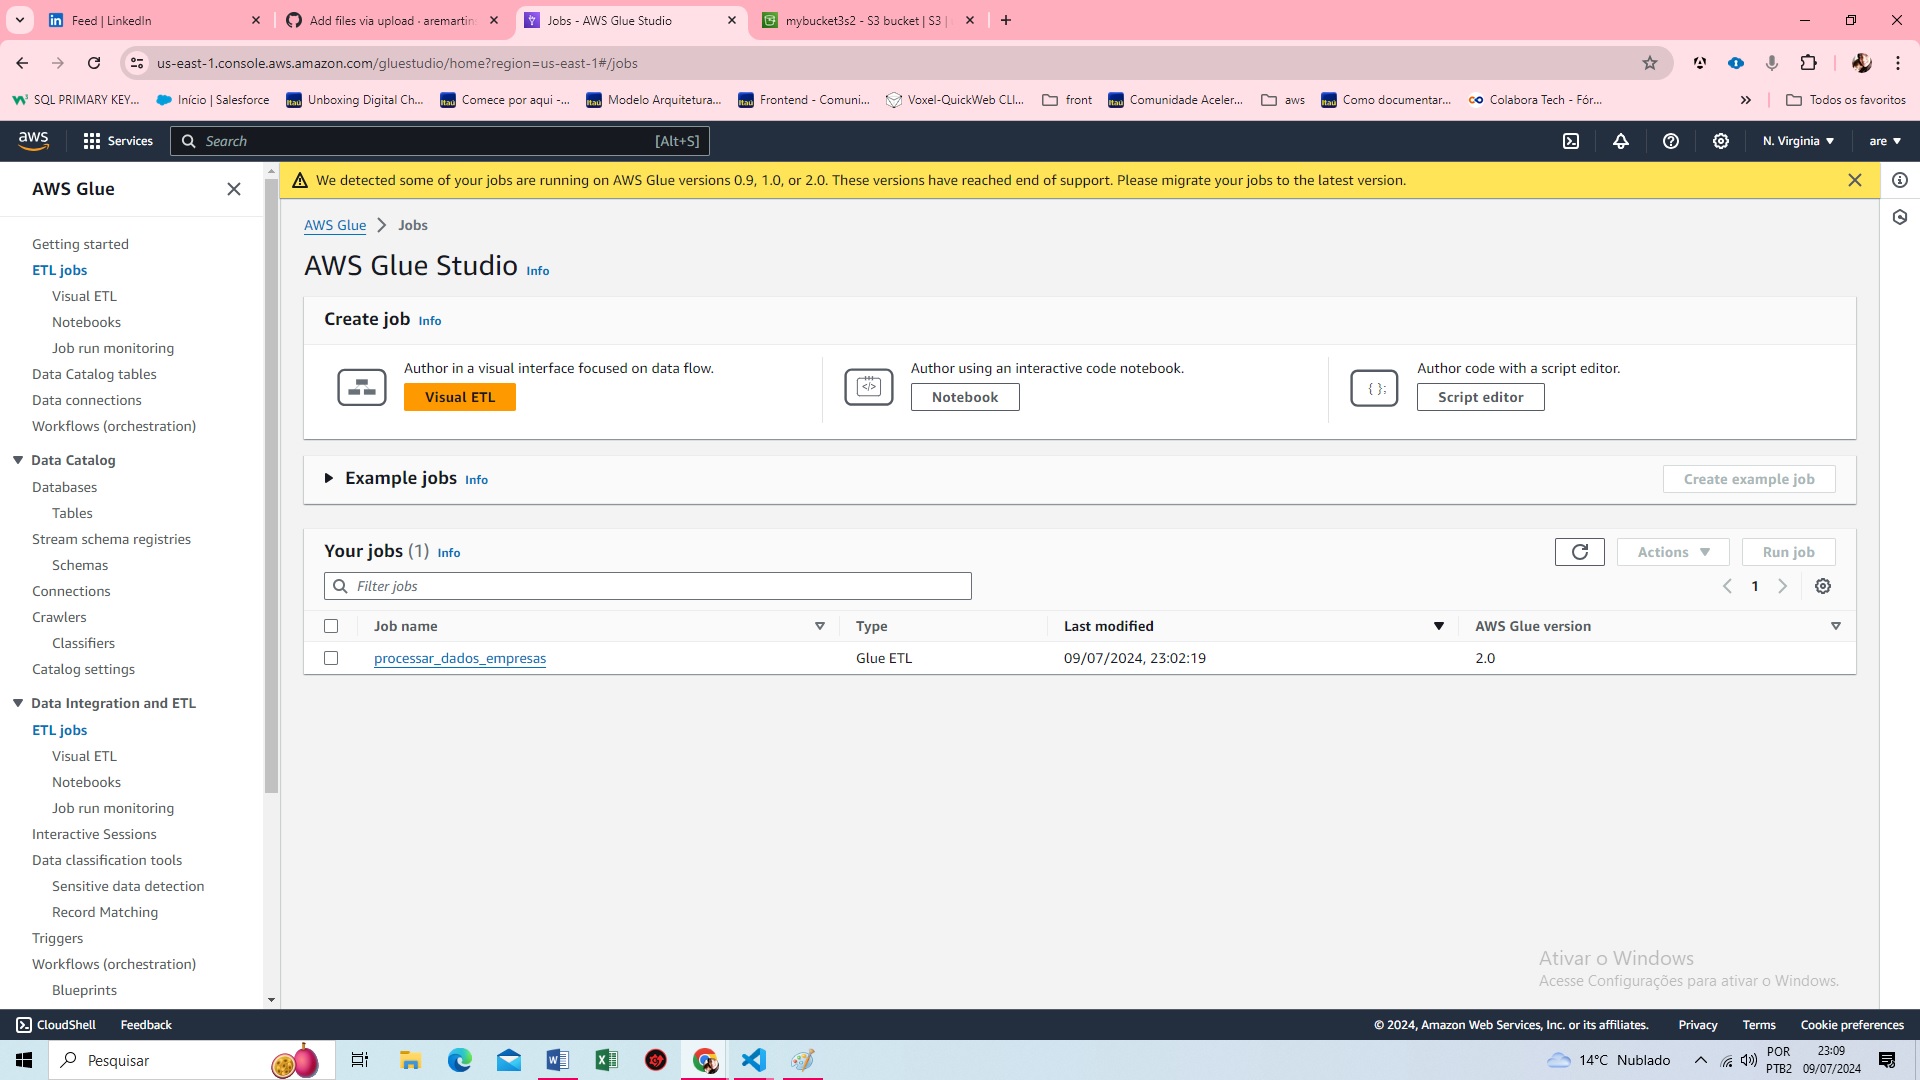 Feed | LinkedIn
Add files via upload · aremartin
Jobs - AWS Glue Studio
mybucket3s2 - S3 bucket | S3 |
us-east-1.console.aws.amazon.com/gluestudio/home?region=us-east-1#/jobs
SQL PRIMARY KEY...
Início | Salesforce
Itaú
Unboxing Digital Ch...
Itaú
Comece por aqui -...
Itaú
Modelo Arquitetura...
Itaú
Frontend - Comuni...
Voxel-QuickWeb CLI...
front
Itaú
Comunidade Aceler...
aws
Itaú
Como documentar...
Colabora Tech - Fór...
Todos os favoritos
aws
Services
Search
[Alt+S]
N. Virginia
are
AWS Glue
Getting started
ETL jobs
Visual ETL
Notebooks
Job run monitoring
Data Catalog tables
Data connections
Workflows (orchestration)
Data Catalog
Databases
Tables
Stream schema registries
Schemas
Connections
Crawlers
Classifiers
Catalog settings
Data Integration and ETL
ETL jobs
Visual ETL
Notebooks
Job run monitoring
Interactive Sessions
Data classification tools
Sensitive data detection
Record Matching
Triggers
Workflows (orchestration)
Blueprints
We detected some of your jobs are running on AWS Glue versions 0.9, 1.0, or 2.0. These versions have reached end of support. Please migrate your jobs to the latest version.
AWS Glue
Jobs
AWS Glue Studio Info
Create job Info
Author in a visual interface focused on data flow.
Visual ETL
Author using an interactive code notebook.
Notebook
Author code with a script editor.
Script editor
Example jobs Info
Create example job
Your jobs (1) Info
Actions
Run job
Filter jobs
1
Job name
Type
Last modified
AWS Glue version
processar_dados_empresas
Glue ETL
09/07/2024, 23:02:19
2.0
Ativar o Windows
Acesse Configurações para ativar o Windows.
CloudShell
Feedback
© 2024, Amazon Web Services, Inc. or its affiliates.
Privacy
Terms
Cookie preferences
Pesquisar
14°C Nublado
POR
PTB2
23:09
09/07/2024